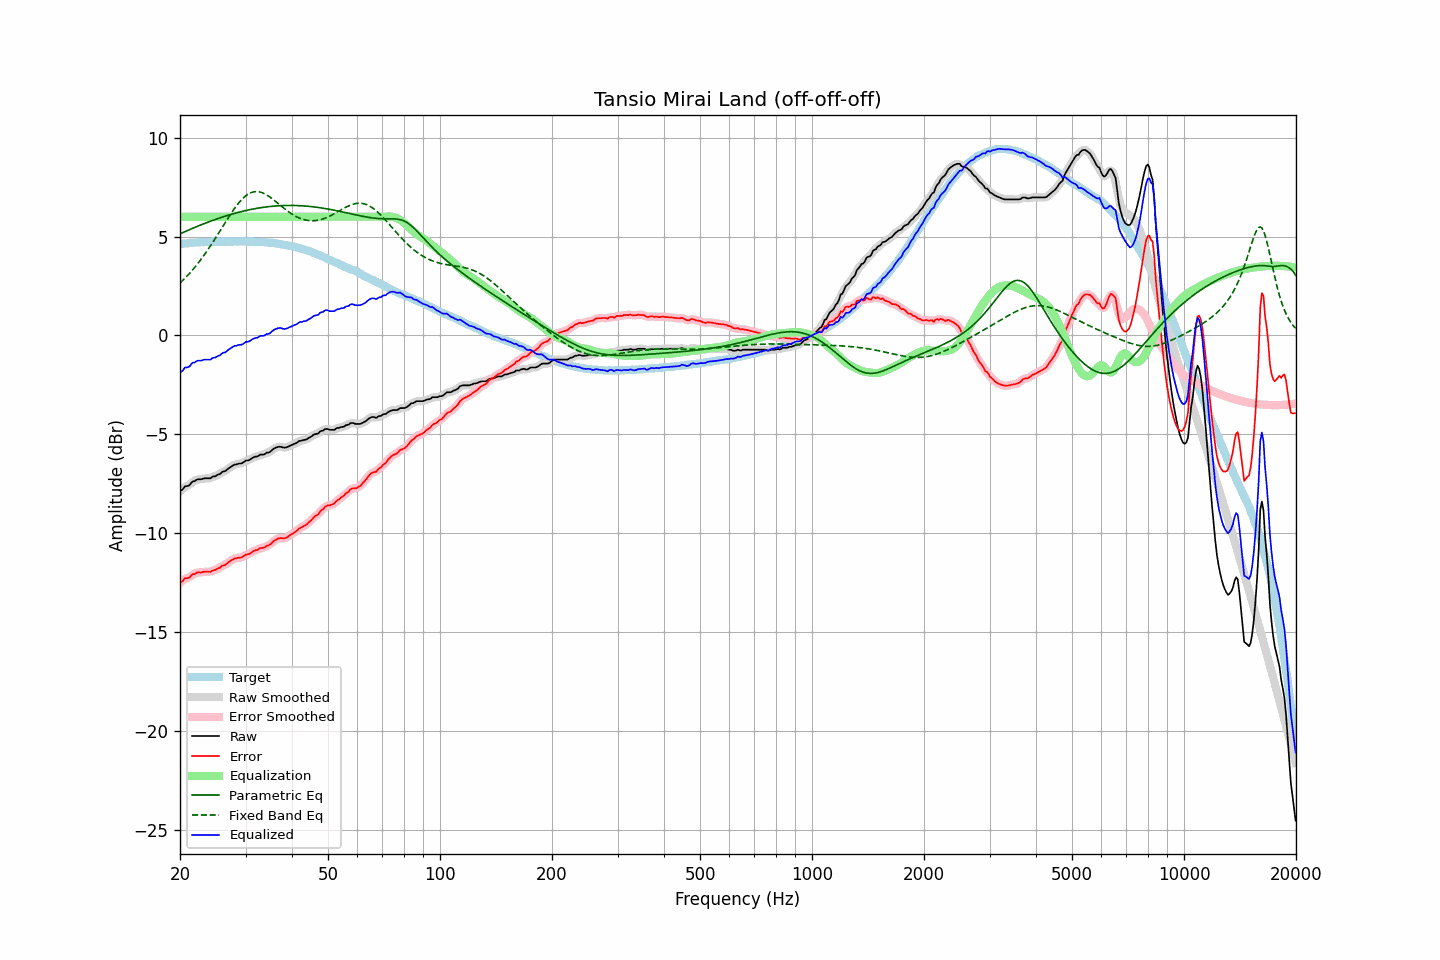 Tansio Mirai Land (off-off-off)
10
5
0
−5
−10
−15
−20
−25
Amplitude (dBr)
Target
Raw Smoothed
Error Smoothed
Raw
Error
Equalization
Parametric Eq
Fixed Band Eq
Equalized
20 50 100 200 500 1000 2000 5000 10000 20000
Frequency (Hz)